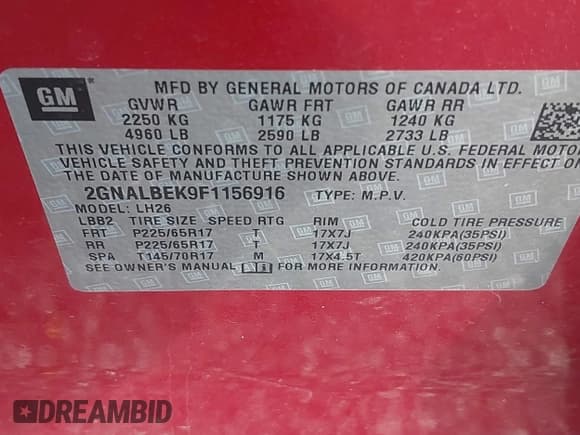 GM
MFD BY GENERAL MOTORS OF CANADA LTD.
GVWR GAWR FRT GAWR RR
2250 KG 1175 KG 1240 KG
4960 LB 2590 LB 2733 LB
THIS VEHICLE CONFORMS TO ALL APPLICABLE U.S. FEDERAL MOTOR
VEHICLE SAFETY AND THEFT PREVENTION STANDARDS IN EFFECT ON
THE DATE OF MANUFACTURE SHOWN ABOVE.
2GNALBEK9F1156916 TYPE: M.P.V.
MODEL: LH26
LBB2 TIRE SIZE SPEED RTG RIM COLD TIRE PRESSURE
FRT P225/65R17 T 17X7J 240KPA(35PSI)
RR P225/65R17 T 17X7J 240KPA(35PSI)
SPA T145/70R17 M 17X4.5T 420KPA(60PSI)
SEE OWNER'S MANUAL FOR MORE INFORMATION.
DREAMBID